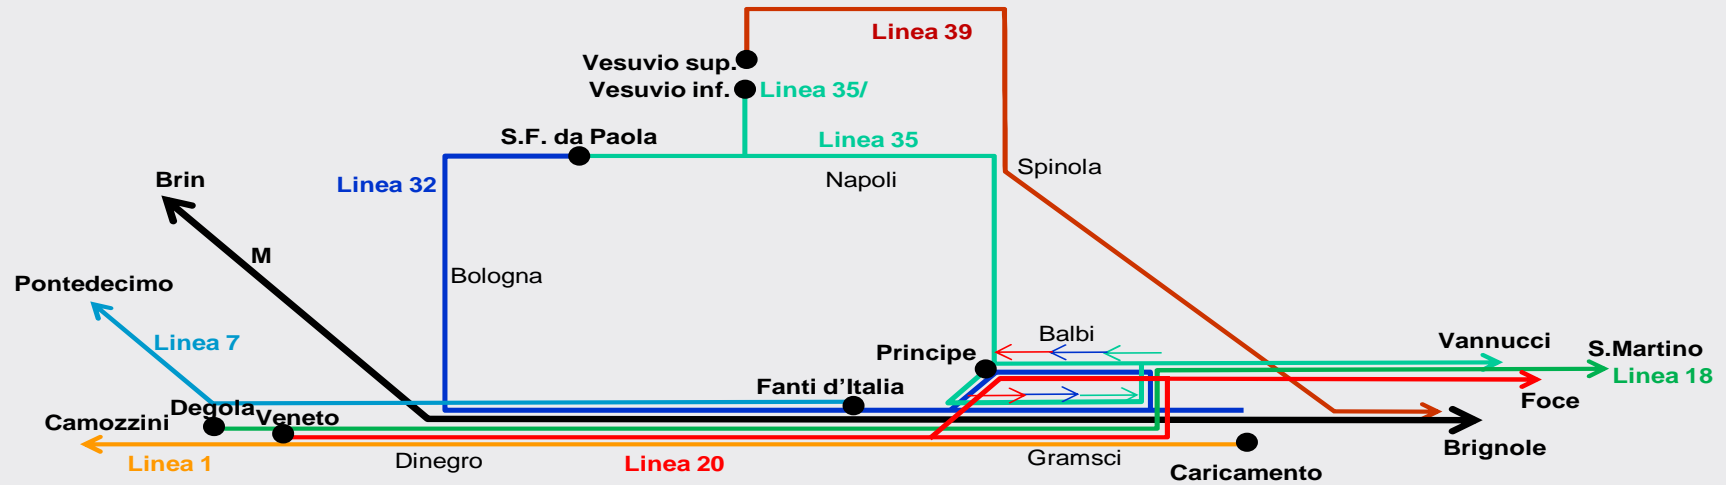 Linea 39
Vesuvio sup.
Vesuvio inf.
Linea 35/
S.F. da Paola
Linea 35
Napoli
Spinola
Brin
Linea 32
M
Bologna
Pontedecimo
Linea 7
Balbi
Principe
Vannucci
S.Martino
Linea 18
Fanti d’Italia
Foce
Degola
Veneto
Camozzini
Brignole
Linea 1
Dinegro
Linea 20
Gramsci
Caricamento